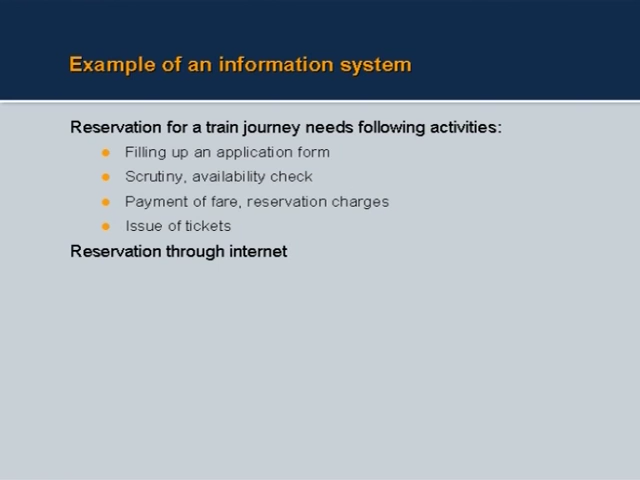 Example of an information system
Reservation for a train journey needs following activities:
Filling up an application form
Scrutiny, availability check
Payment of fare, reservation charges
Issue of tickets
Reservation through internet